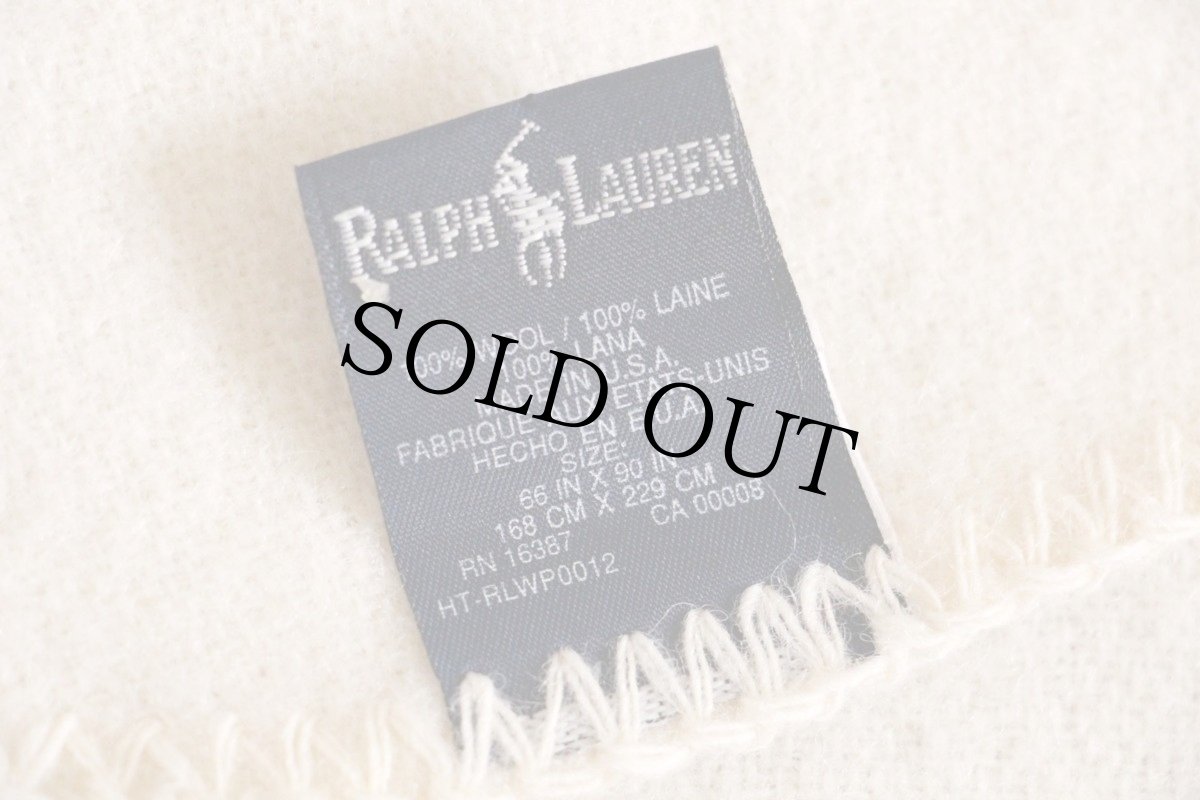 RALPH LAUREN
100% WOOL / 100% LAINE
100% LANA
MADE IN U.S.A.
FABRIQUE AUX ETATS-UNIS
HECHO EN E.U.A.
SIZE:
66 IN X 90 IN
168 CM X 229 CM
RN 16387 CA 00008
HT-RLWP0012
SOLD OUT